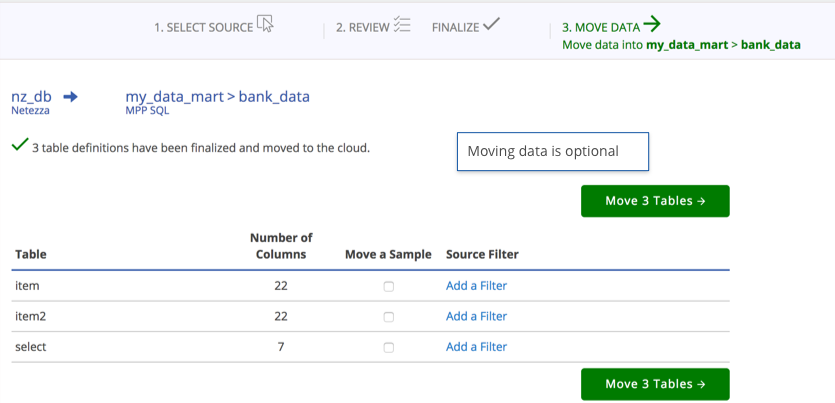 1. SELECT SOURCE 2. REVIEW FINALIZE 3. MOVE DATA
Move data into my_data_mart > bank_data
nz_db my_data_mart > bank_data
Netezza MPP SQL
3 table definitions have been finalized and moved to the cloud.
Moving data is optional
Move 3 Tables →
Number of
Table Columns Move a Sample Source Filter
item 22 Add a Filter
item2 22 Add a Filter
select 7 Add a Filter
Move 3 Tables →